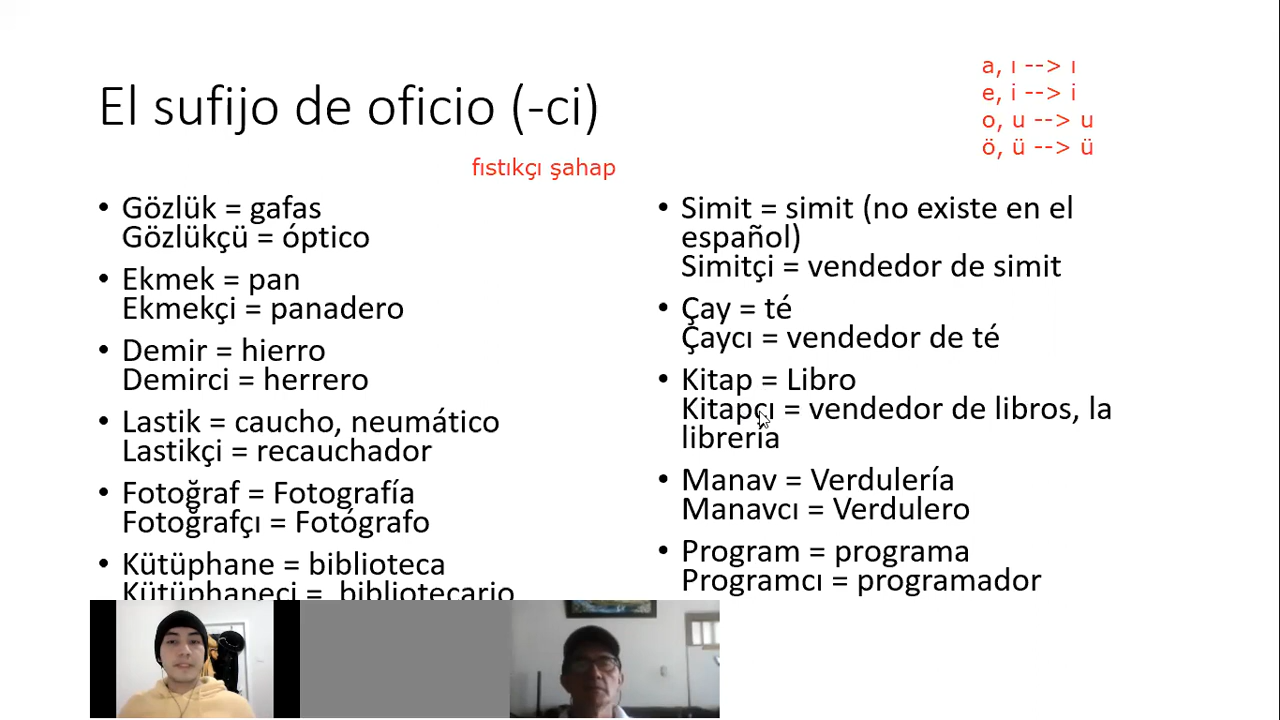 El sufijo de oficio (-ci)
a, ı --> ı
e, i --> i
o, u --> u
ö, ü --> ü
fıstıkçı şahap
• Gözlük = gafas
Gözlükçü = óptico
• Ekmek = pan
Ekmekçi = panadero
• Demir = hierro
Demirci = herrero
• Lastik = caucho, neumático
Lastikçi = recauchador
• Fotoğraf = Fotografía
Fotoğrafçı = Fotógrafo
• Kütüphane = biblioteca
Kütüphaneci = bibliotecario
• Simit = simit (no existe en el
español)
Simitçi = vendedor de simit
• Çay = té
Çaycı = vendedor de té
• Kitap = Libro
Kitapçı = vendedor de libros, la
librería
• Manav = Verdulería
Manavcı = Verdulero
• Program = programa
Programcı = programador